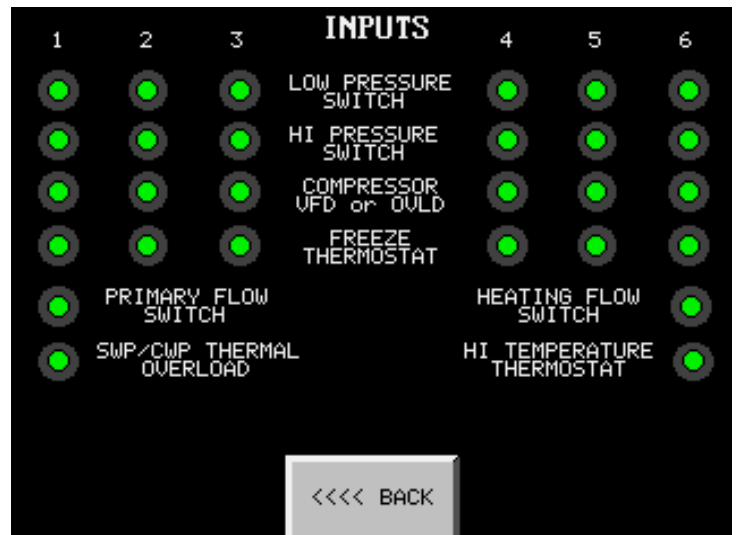 INPUTS
1 2 3 4 5 6
LOW PRESSURE
SWITCH
HI PRESSURE
SWITCH
COMPRESSOR
VFD or OVLD
FREEZE
THERMOSTAT
PRIMARY FLOW
SWITCH
HEATING FLOW
SWITCH
SWP/CWP THERMAL
OVERLOAD
HI TEMPERATURE
THERMOSTAT
<<<< BACK